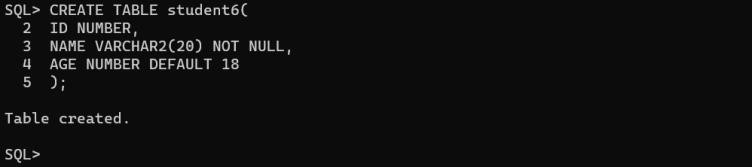 SQL> CREATE TABLE student6(
2 ID NUMBER,
3 NAME VARCHAR2(20) NOT NULL,
4 AGE NUMBER DEFAULT 18
5 );
Table created.
SQL>